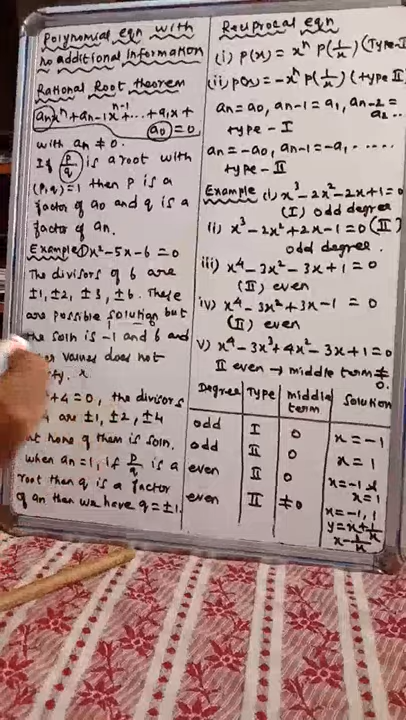 Polynomial eqn with
no additional Information
Rational Root theorem
anxⁿ + an-1xⁿ⁻¹ + ... + a1x +
a0 = 0
with an ≠ 0.
If p/q is a root with
(p,q)=1 then p is a
factor of a0 and q is a
factor of an.
Example ① x² - 5x - 6 = 0
The divisors of 6 are
±1, ±2, ±3, ±6. These
are possible solution but
the soln is -1 and 6 and
values does not
+ 4 = 0, the divisors
are ±1, ±2, ±4
none of them is soln.
when an = 1, if p/q is a
root then q is a factor
of an then we have q = ±1.
Reciprocal eqn
(i) p(x) = xⁿ p(1/x) (Type-I)
(ii) p(x) = -xⁿ p(1/x) (type II)
an = a0, an-1 = a1, an-2 =
a2...
type - I
an = -a0, an-1 = -a1 .....
type - II
Example (i) x³ - 2x² - 2x + 1 = 0
(I) odd degree
ii) x³ - 2x² + 2x - 1 = 0 (II)
odd degree.
iii) x⁴ - 3x² - 3x + 1 = 0
(II) even
iv) x⁴ - 3x² + 3x - 1 = 0
(II) even
v) x⁴ - 3x³ + 4x² - 3x + 1 = 0
II even → middle term ≠
0.
Degree Type middle term Solution
odd I 0 x = -1
odd II 0 x = 1
even II 0 x = -1 & x = 1
even II ≠0 x = -1, 1
y = x + 1/x
x - 1/x